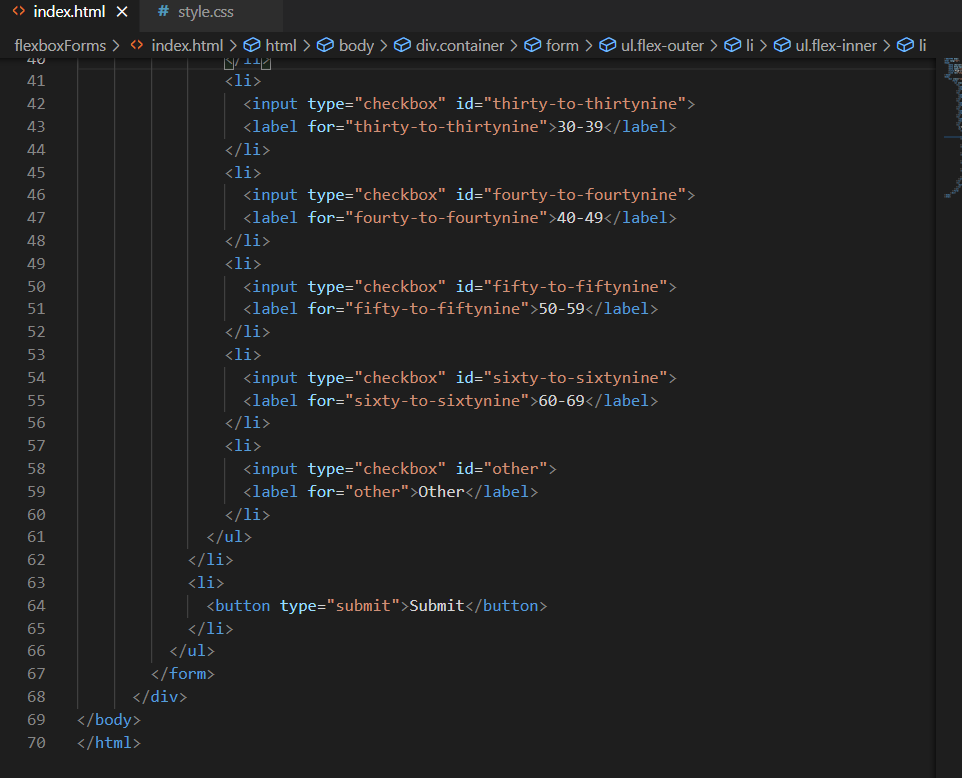 index.html
# style.css
flexboxForms > index.html > html > body > div.container > form > ul.flex-outer > li > ul.flex-inner > li
40 </li>
41 <li>
42 <input type="checkbox" id="thirty-to-thirtynine">
43 <label for="thirty-to-thirtynine">30-39</label>
44 </li>
45 <li>
46 <input type="checkbox" id="fourty-to-fourtynine">
47 <label for="fourty-to-fourtynine">40-49</label>
48 </li>
49 <li>
50 <input type="checkbox" id="fifty-to-fiftynine">
51 <label for="fifty-to-fiftynine">50-59</label>
52 </li>
53 <li>
54 <input type="checkbox" id="sixty-to-sixtynine">
55 <label for="sixty-to-sixtynine">60-69</label>
56 </li>
57 <li>
58 <input type="checkbox" id="other">
59 <label for="other">Other</label>
60 </li>
61 </ul>
62 </li>
63 <li>
64 <button type="submit">Submit</button>
65 </li>
66 </ul>
67 </form>
68 </div>
69 </body>
70 </html>